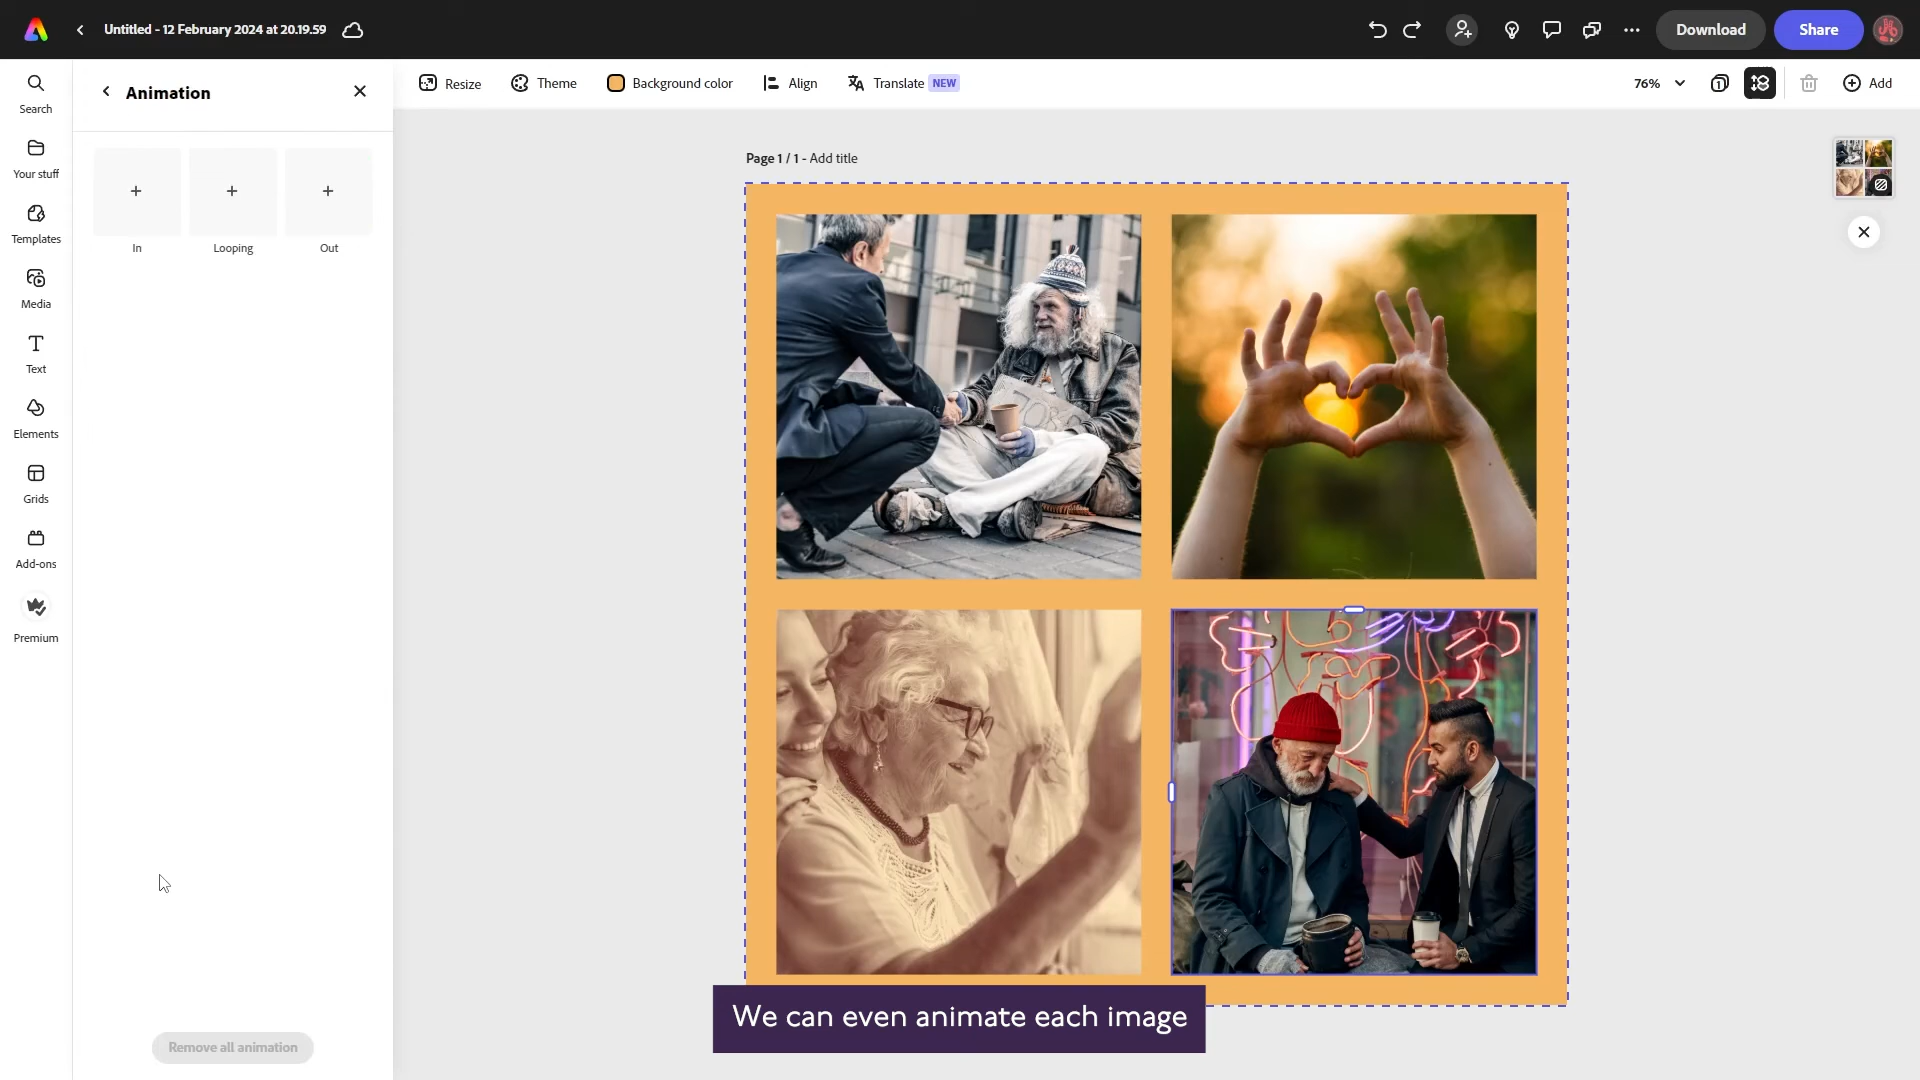 Untitled - 12 February 2024 at 20.19.59
Download
Share
Search
Your stuff
Templates
Media
Text
Elements
Grids
Add-ons
Premium
Animation
In
Looping
Out
Remove all animation
Resize
Theme
Background color
Align
Translate NEW
76%
Add
Page 1 / 1 - Add title
We can even animate each image